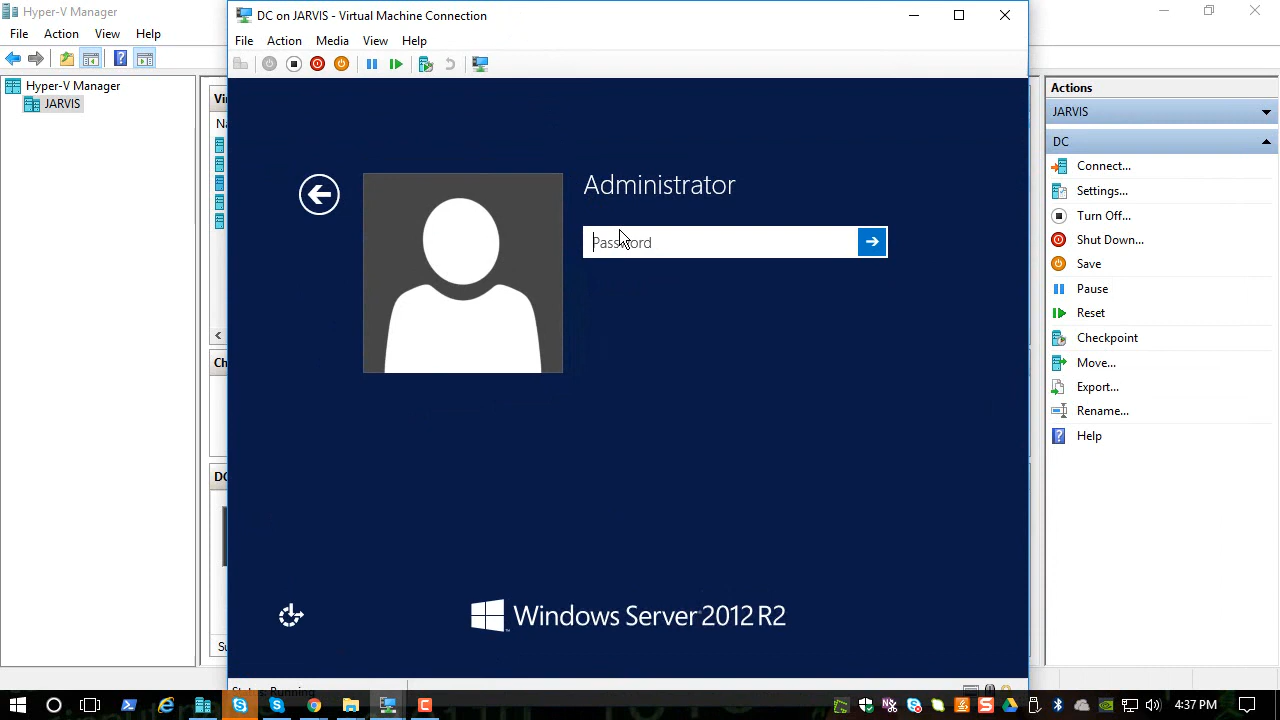 Hyper-V Manager
File Action View Help
Hyper-V Manager
JARVIS
DC on JARVIS - Virtual Machine Connection
File Action Media View Help
Administrator
Password
Windows Server 2012 R2
Status: Running
Actions
JARVIS
DC
Connect...
Settings...
Turn Off...
Shut Down...
Save
Pause
Reset
Checkpoint
Move...
Export...
Rename...
Help
4:37 PM